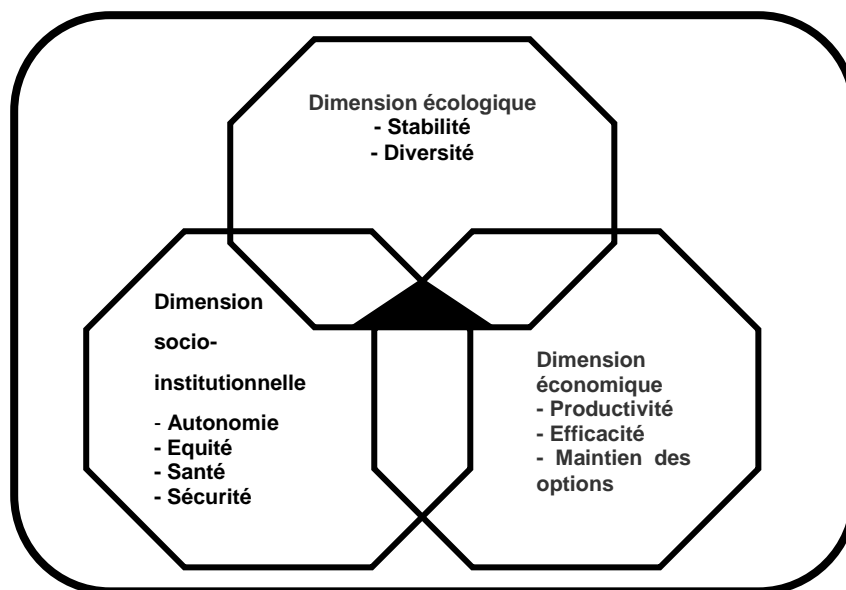 Dimension écologique
- Stabilité
- Diversité
Dimension
socio-
institutionnelle
- Autonomie
- Equité
- Santé
- Sécurité
Dimension
économique
- Productivité
- Efficacité
- Maintien des
options